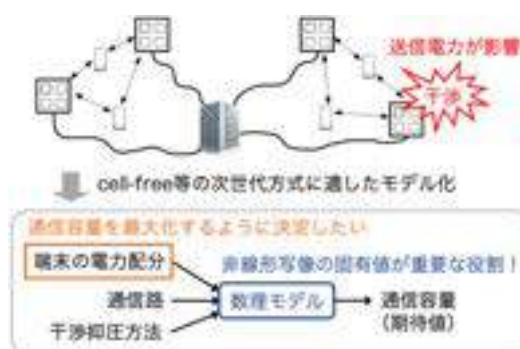 送信電力が影響
干渉
cell-free等の次世代方式に適したモデル化
通信容量を最大化するように決定したい
端末の電力配分
非線形写像の固有値が重要な役割！
通信路
数理モデル
通信容量
(期待値)
干渉抑圧方法